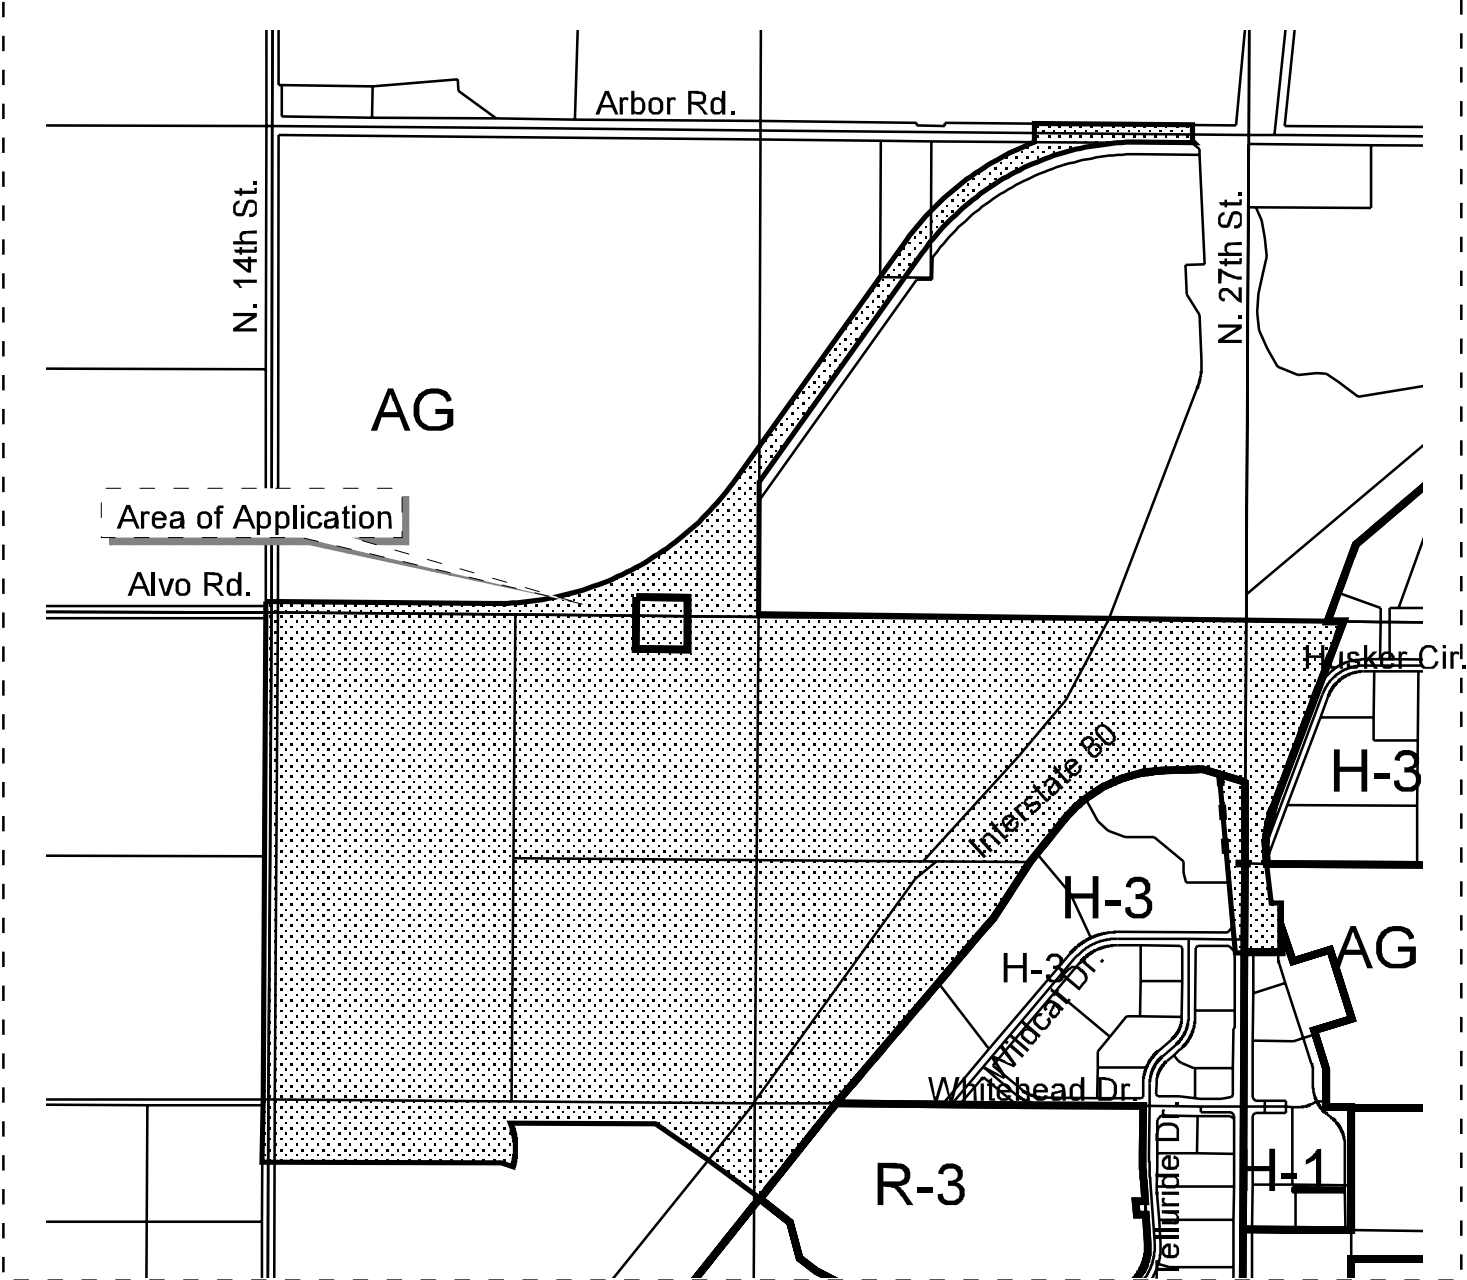 Arbor Rd.
N. 14th St.
N. 27th St.
AG
Area of Application
Alvo Rd.
Husker Cir.
Interstate 80
H-3
H-3
AG
H-3
Wildcat Dr.
Whitehead Dr.
R-3
H-1
elluride Dr.